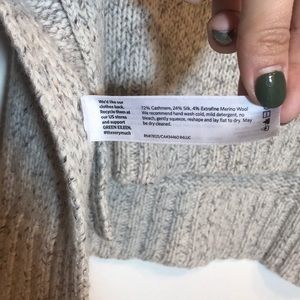 We'd like our
clothes back.
Recycle them at
our US stores
and support
GREEN EILEEN.
#theverymuch
72% Cashmere, 24% Silk, 4% Extrafine Merino Wool
We recommend hand wash cold, mild detergent, no
bleach, gently squeeze, reshape and lay flat to dry. May
be dry cleaned.